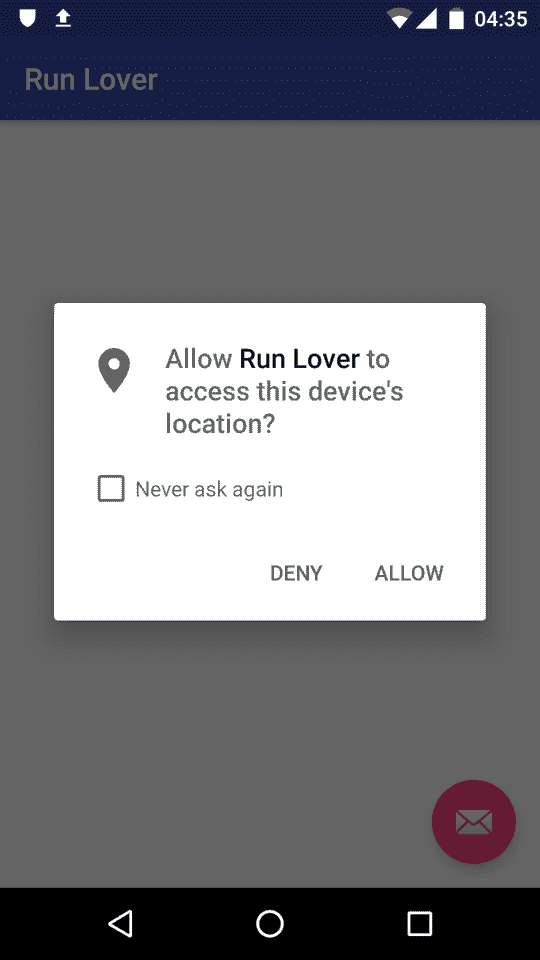 04:35
Run Lover
Allow Run Lover to
access this device's
location?
Never ask again
DENY ALLOW